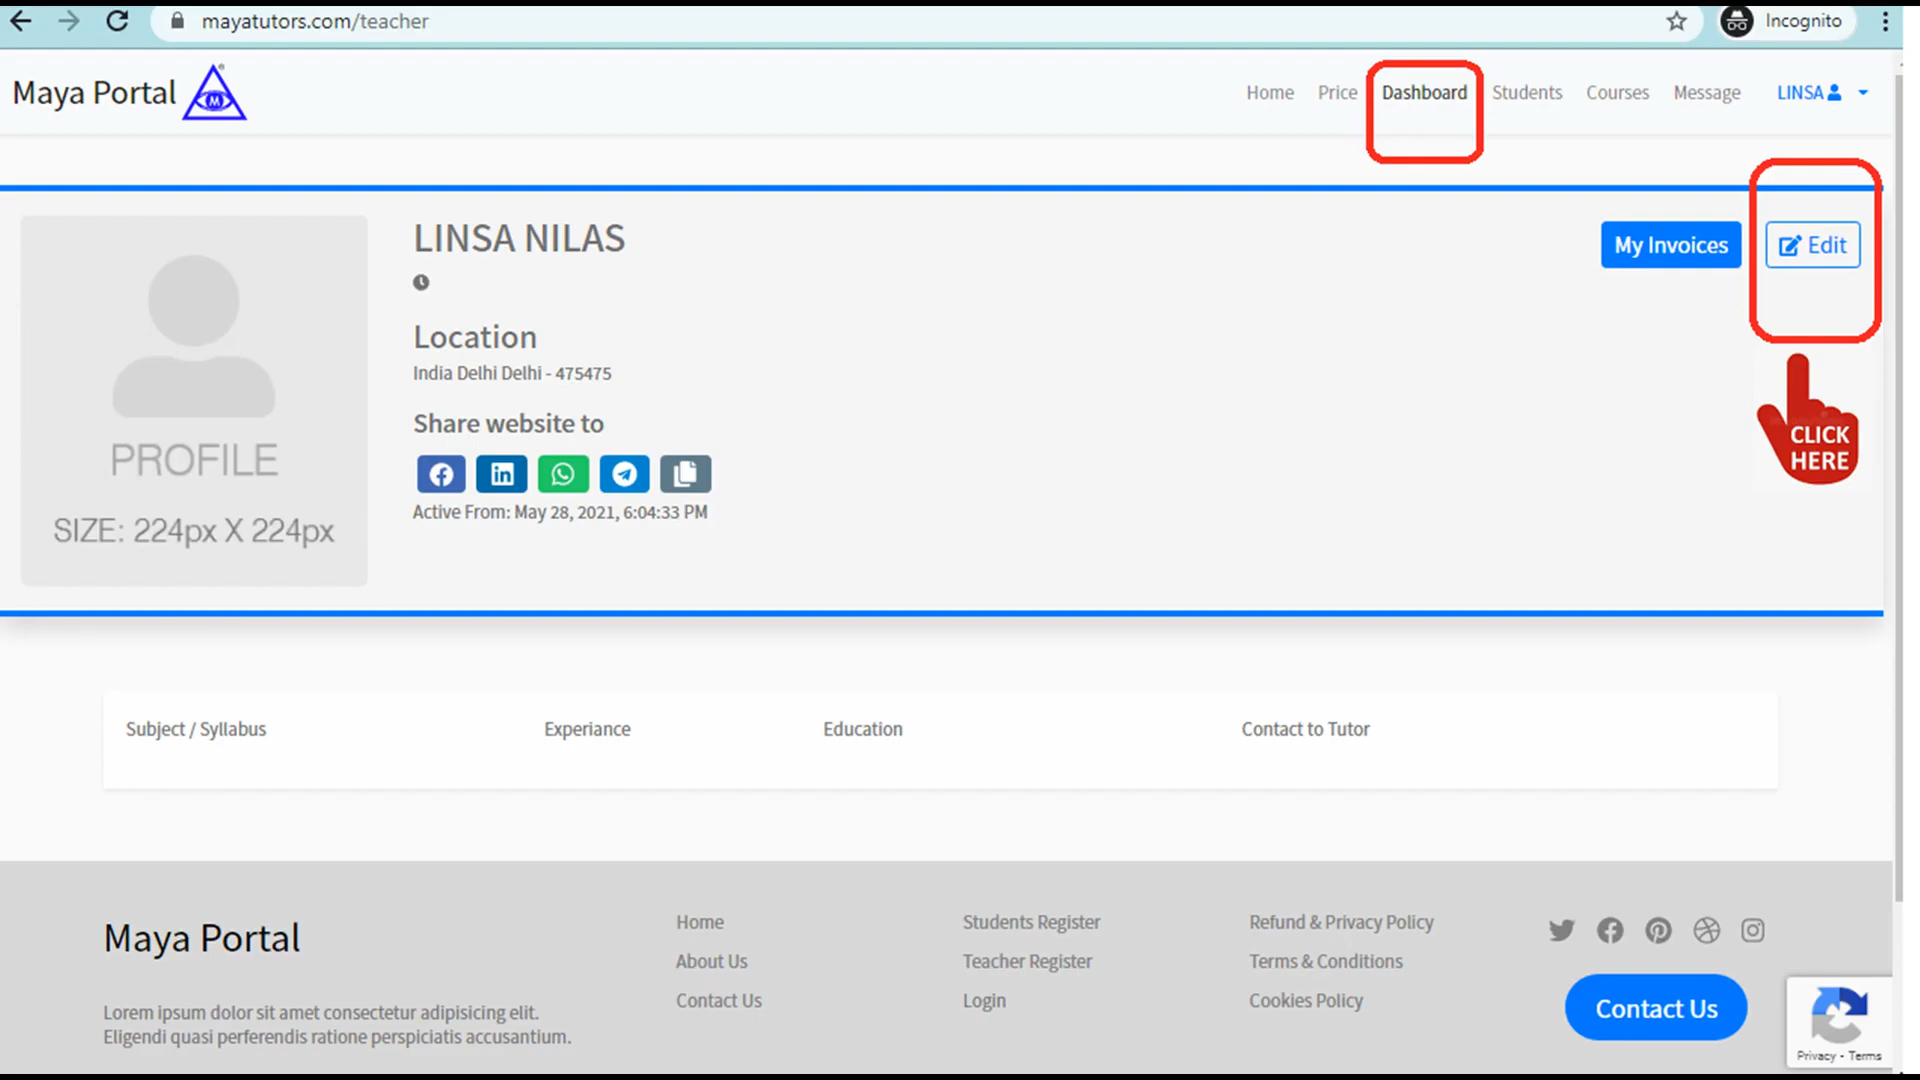 mayatutors.com/teacher
Incognito
Maya Portal
M
Home Price Dashboard Students Courses Message LINSA
LINSA NILAS
My Invoices
Edit
Location
India Delhi Delhi - 475475
Share website to
Active From: May 28, 2021, 6:04:33 PM
PROFILE
SIZE: 224px X 224px
CLICK
HERE
Subject / Syllabus Experiance Education Contact to Tutor
Maya Portal
Lorem ipsum dolor sit amet consectetur adipisicing elit.
Eligendi quasi perferendis ratione perspiciatis accusantium.
Home
About Us
Contact Us
Students Register
Teacher Register
Login
Refund & Privacy Policy
Terms & Conditions
Cookies Policy
Contact Us
Privacy - Terms